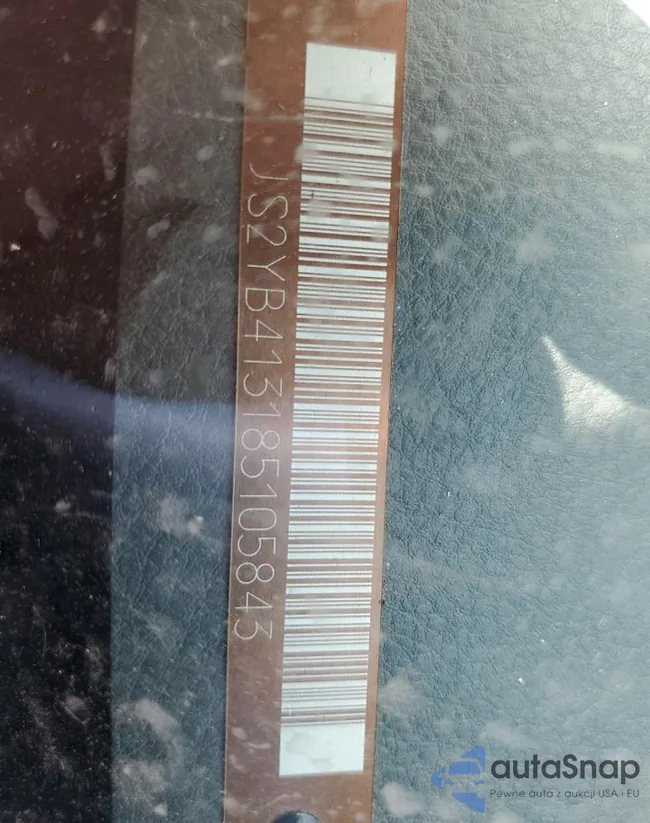 JS2YB413185105843
autaSnap
Pewne auta z aukcji USA i EU